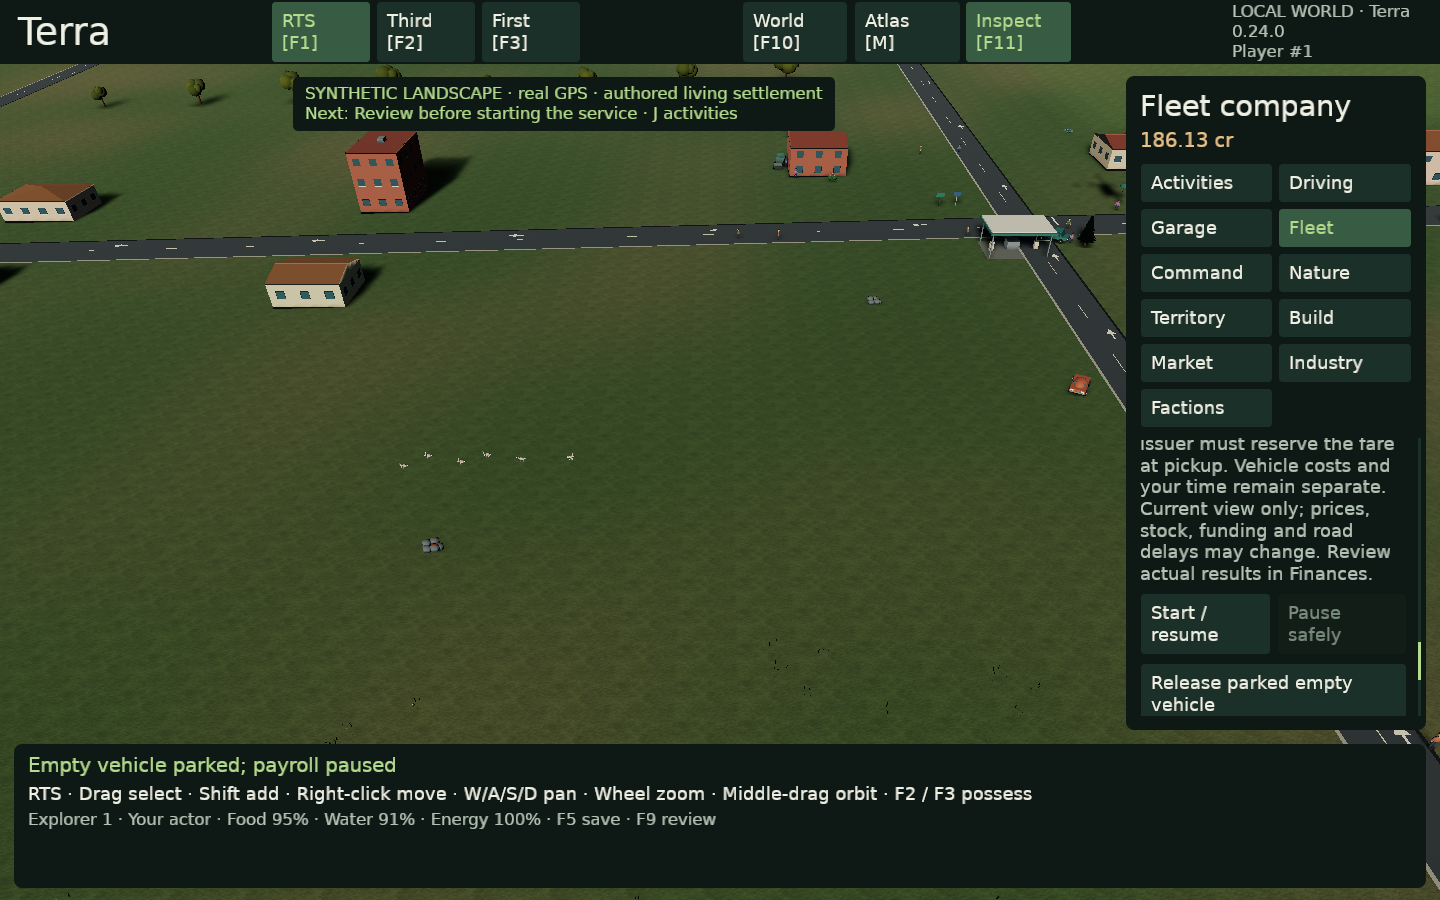 Terra
RTS
[F1]
Third
[F2]
First
[F3]
World
[F10]
Atlas
[M]
Inspect
[F11]
LOCAL WORLD · Terra
0.24.0
Player #1
SYNTHETIC LANDSCAPE · real GPS · authored living settlement
Next: Review before starting the service · J activities
Fleet company
186.13 cr
Activities
Driving
Garage
Fleet
Command
Nature
Territory
Build
Market
Industry
Factions
issuer must reserve the fare
at pickup. Vehicle costs and
your time remain separate.
Current view only; prices,
stock, funding and road
delays may change. Review
actual results in Finances.
Start /
resume
Pause
safely
Release parked empty
vehicle
Empty vehicle parked; payroll paused
RTS · Drag select · Shift add · Right-click move · W/A/S/D pan · Wheel zoom · Middle-drag orbit · F2 / F3 possess
Explorer 1 · Your actor · Food 95% · Water 91% · Energy 100% · F5 save · F9 review